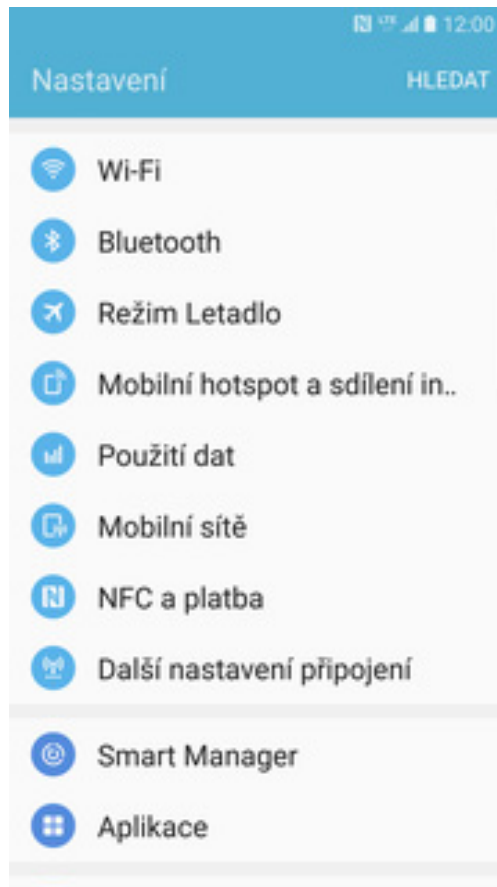 12:00
Nastavení HLEDAT
Wi-Fi
Bluetooth
Režim Letadlo
Mobilní hotspot a sdílení in..
Použití dat
Mobilní sítě
NFC a platba
Další nastavení připojení
Smart Manager
Aplikace